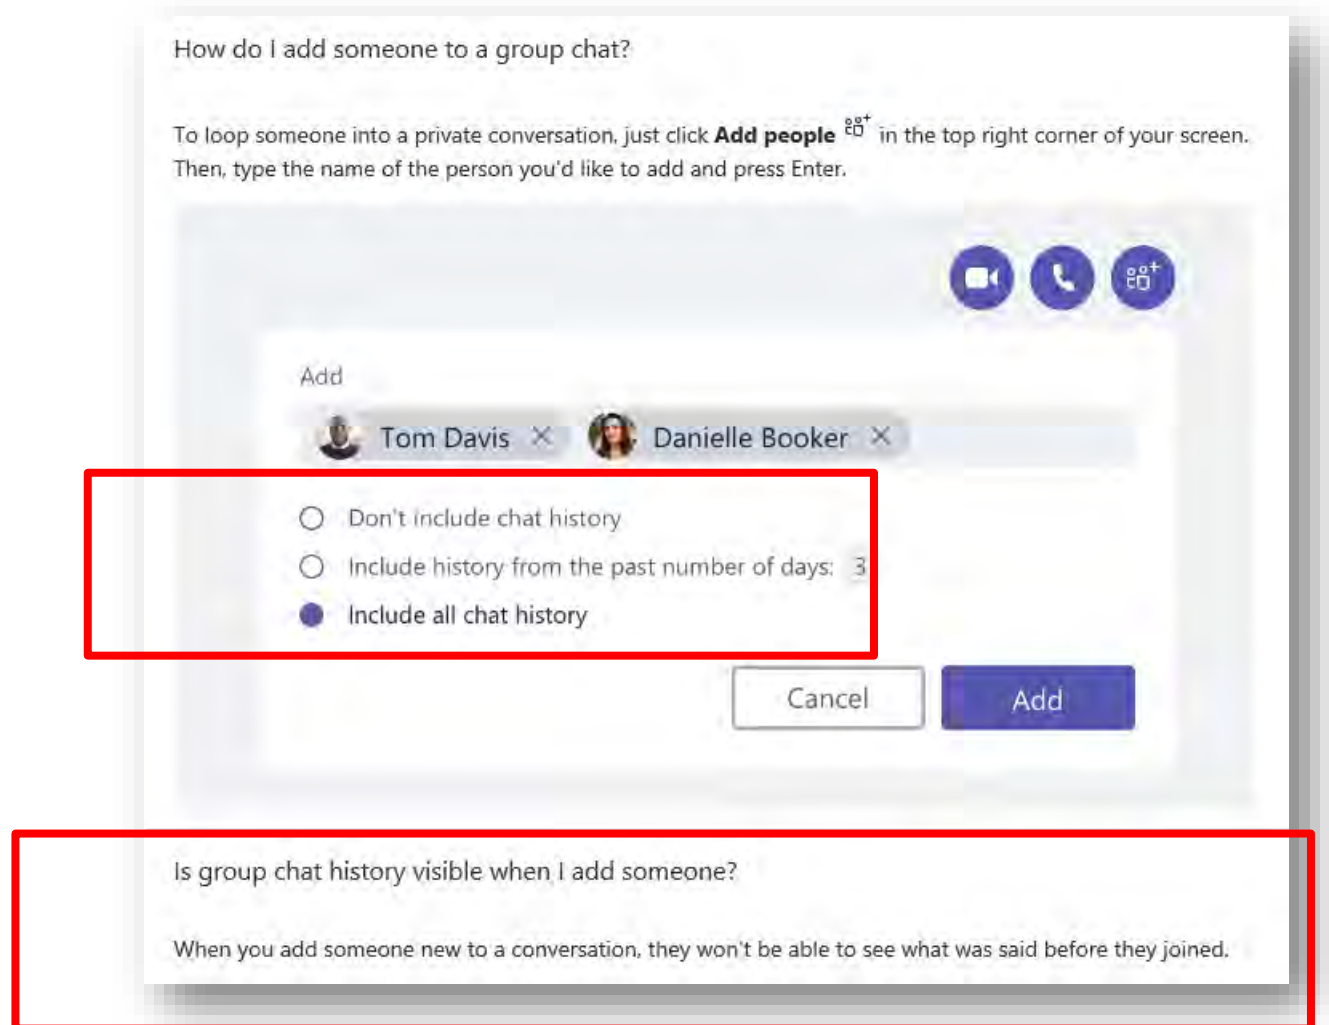 How do I add someone to a group chat?
To loop someone into a private conversation, just click Add people in the top right corner of your screen.
Then, type the name of the person you'd like to add and press Enter.
Add
Tom Davis × Danielle Booker ×
Don't include chat history
Include history from the past number of days: 3
Include all chat history
Cancel Add
Is group chat history visible when I add someone?
When you add someone new to a conversation, they won't be able to see what was said before they joined.